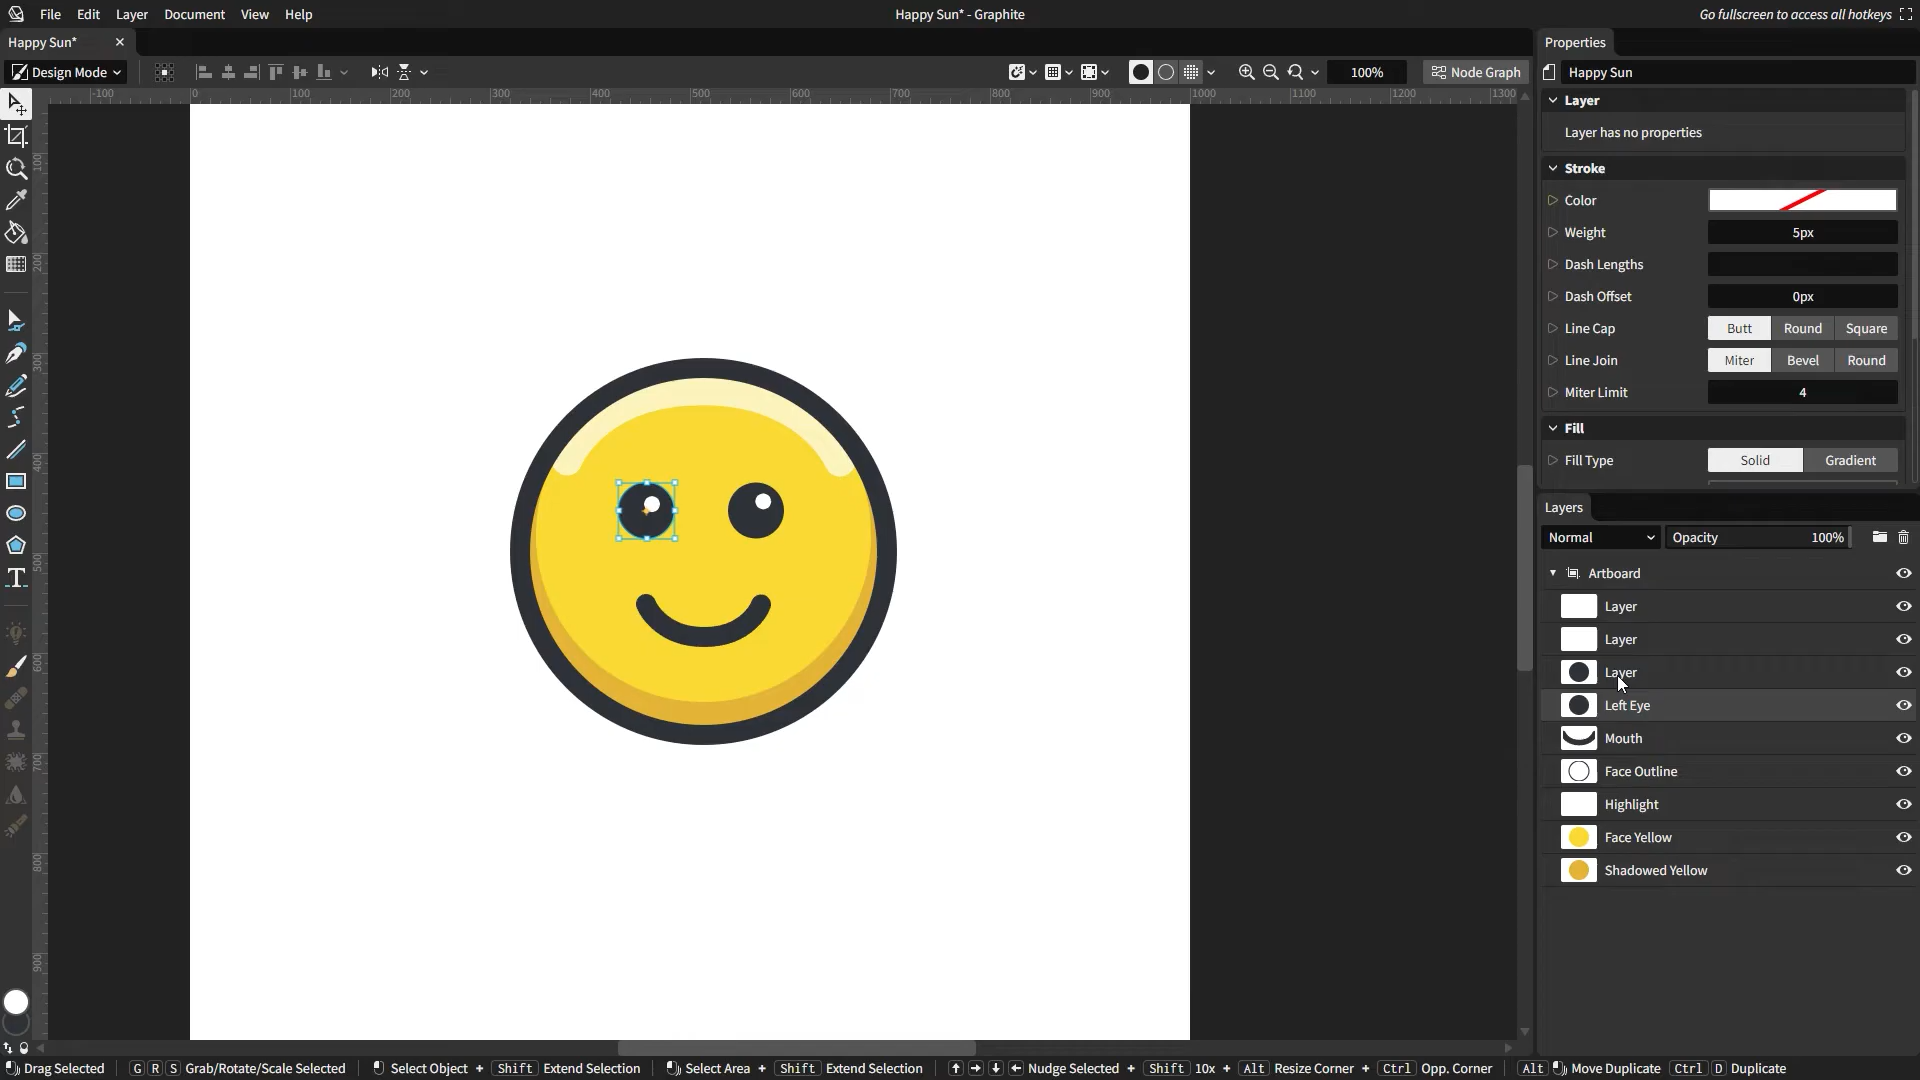 File Edit Layer Document View Help
Happy Sun* - Graphite
Go fullscreen to access all hotkeys
Happy Sun*
Properties
Design Mode
100%
Node Graph
Happy Sun
-100 0 100 200 300 400 500 600 700 800 900 1000 1100 1200 1300
100
200
300
400
500
600
700
800
900
Layer
Layer has no properties
Stroke
Color
Weight 5px
Dash Lengths
Dash Offset 0px
Line Cap Butt Round Square
Line Join Miter Bevel Round
Miter Limit 4
Fill
Fill Type Solid Gradient
Layers
Normal Opacity 100%
Artboard
Layer
Layer
Layer
Left Eye
Mouth
Face Outline
Highlight
Face Yellow
Shadowed Yellow
T
Drag Selected G R S Grab/Rotate/Scale Selected Select Object + Shift Extend Selection Select Area + Shift Extend Selection Nudge Selected + Shift 10x + Alt Resize Corner + Ctrl Opp. Corner Alt Move Duplicate Ctrl D Duplicate